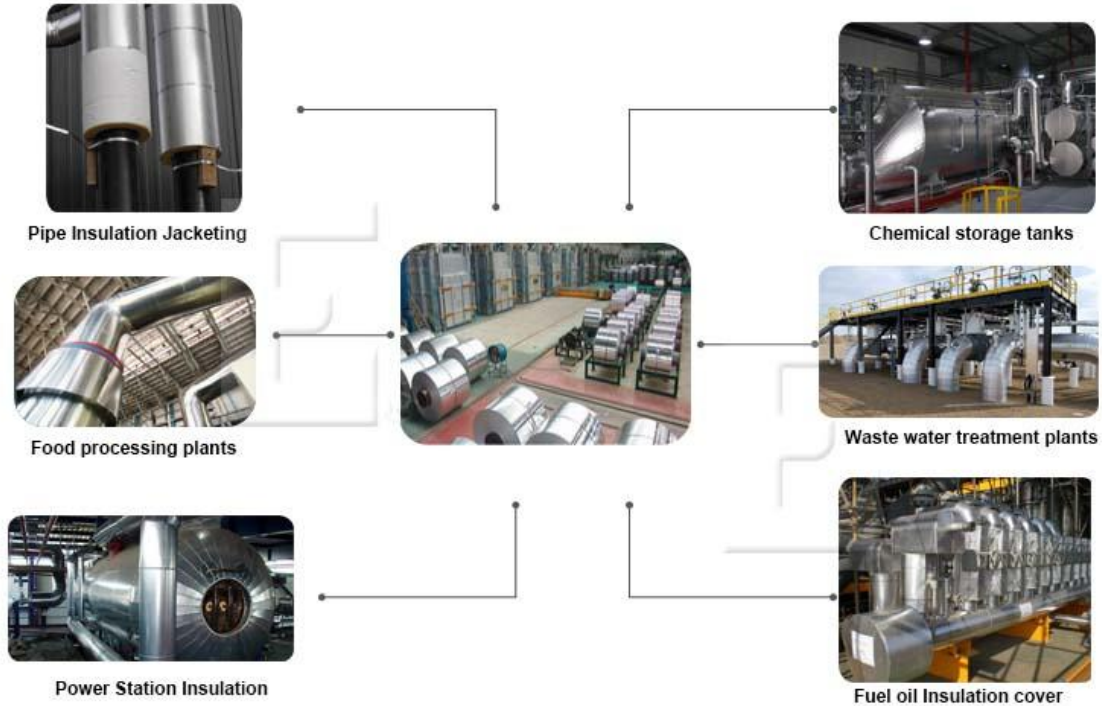 Pipe Insulation Jacketing
Chemical storage tanks
Food processing plants
Waste water treatment plants
Power Station Insulation
Fuel oil Insulation cover